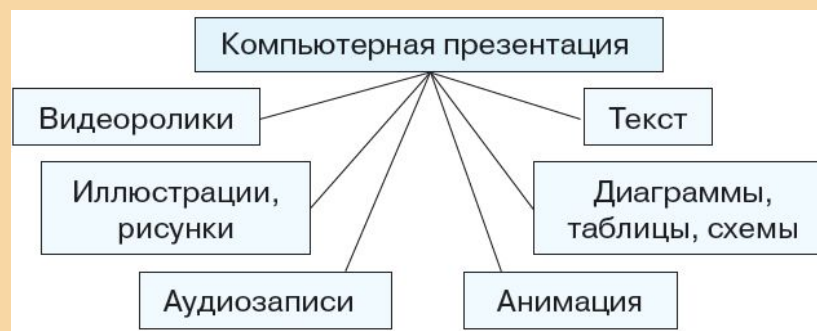 Компьютерная презентация
Видеоролики
Текст
Иллюстрации,
рисунки
Диаграммы,
таблицы, схемы
Аудиозаписи
Анимация